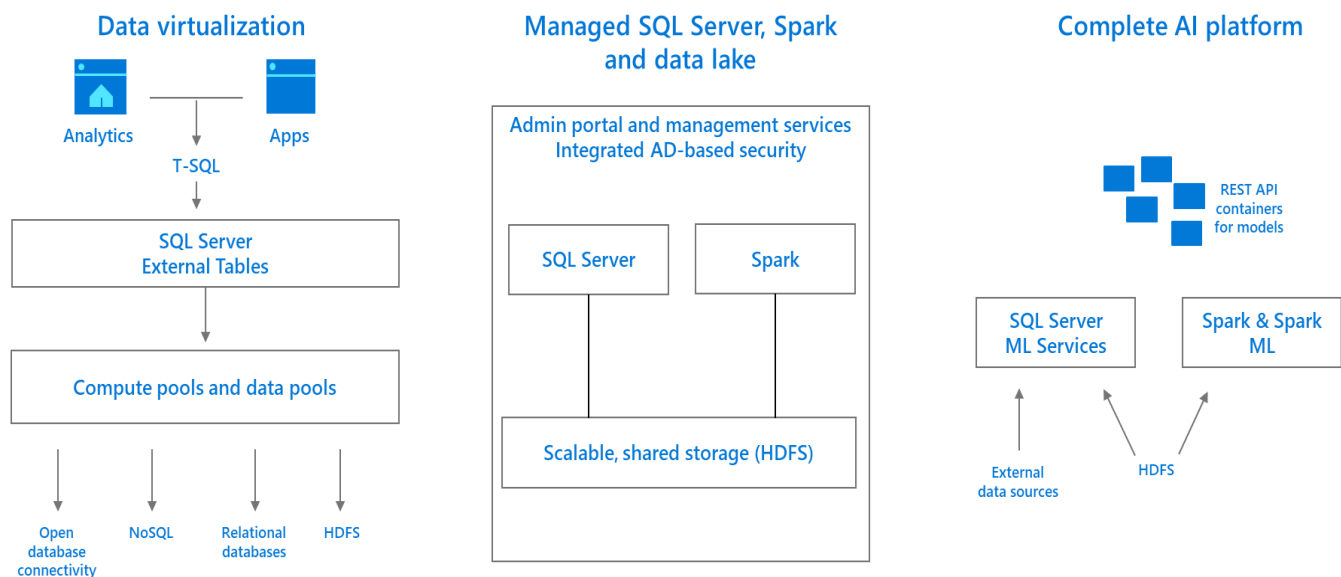 Data virtualization
Analytics
Apps
T-SQL
SQL Server
External Tables
Compute pools and data pools
Open
database
connectivity
NoSQL
Relational
databases
HDFS
Managed SQL Server, Spark
and data lake
Admin portal and management services
Integrated AD-based security
SQL Server
Spark
Scalable, shared storage (HDFS)
Complete AI platform
REST API
containers
for models
SQL Server
ML Services
Spark & Spark
ML
External
data sources
HDFS